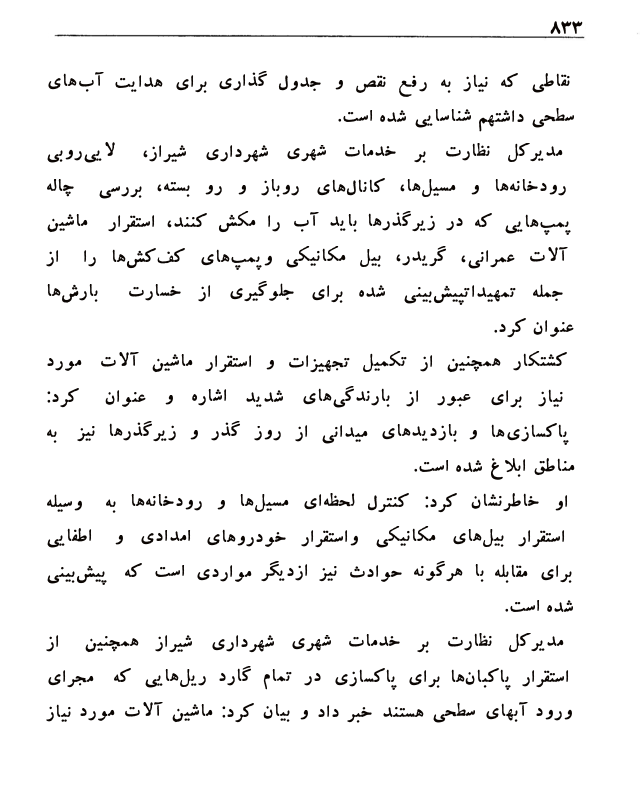 ۸۳۳
نقاطی که نیاز به رفع نقص و جدول گذاری برای هدایت آب‌های
سطحی داشتهم شناسایی شده است.
مدیرکل نظارت بر خدمات شهری شهرداری شیراز، لایی‌روبی
رودخانه‌ها و مسیل‌ها، کانال‌های روباز و رو بسته، بررسی چاله
پمپ‌هایی که در زیرگذرها باید آب را مکش کنند، استقرار ماشین
آلات عمرانی، گریدر، بیل مکانیکی وپمپ‌های کف‌کش‌ها را از
جمله تمهیداتپیش‌بینی شده برای جلوگیری از خسارت بارش‌ها
عنوان کرد.
کشتکار همچنین از تکمیل تجهیزات و استقرار ماشین آلات مورد
نیاز برای عبور از بارندگی‌های شدید اشاره و عنوان کرد:
پاکسازی‌ها و بازدیدهای میدانی از روز گذر و زیرگذرها نیز به
مناطق ابلاغ شده است.
او خاطرنشان کرد: کنترل لحظه‌ای مسیل‌ها و رودخانه‌ها به وسیله
استقرار بیل‌های مکانیکی واستقرار خودروهای امدادی و اطفایی
برای مقابله با هرگونه حوادث نیز ازدیگر مواردی است که پیش‌بینی
شده است.
مدیرکل نظارت بر خدمات شهری شهرداری شیراز همچنین از
استقرار پاکبان‌ها برای پاکسازی در تمام گارد ریل‌هایی که مجرای
ورود آبهای سطحی هستند خبر داد و بیان کرد: ماشین آلات مورد نیاز